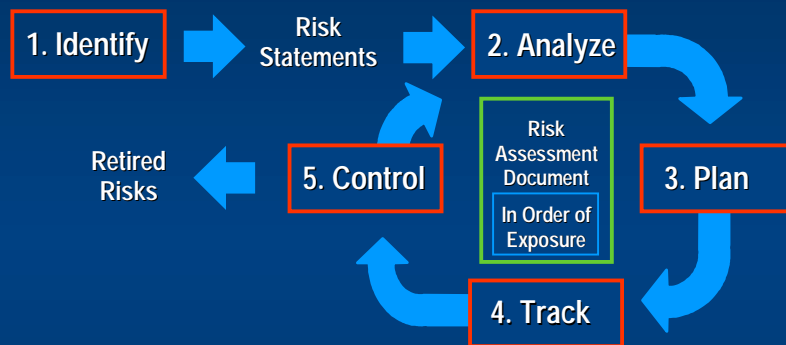 1. Identify
Risk
Statements
2. Analyze
Risk
Assessment
Document
In Order of
Exposure
3. Plan
4. Track
5. Control
Retired
Risks